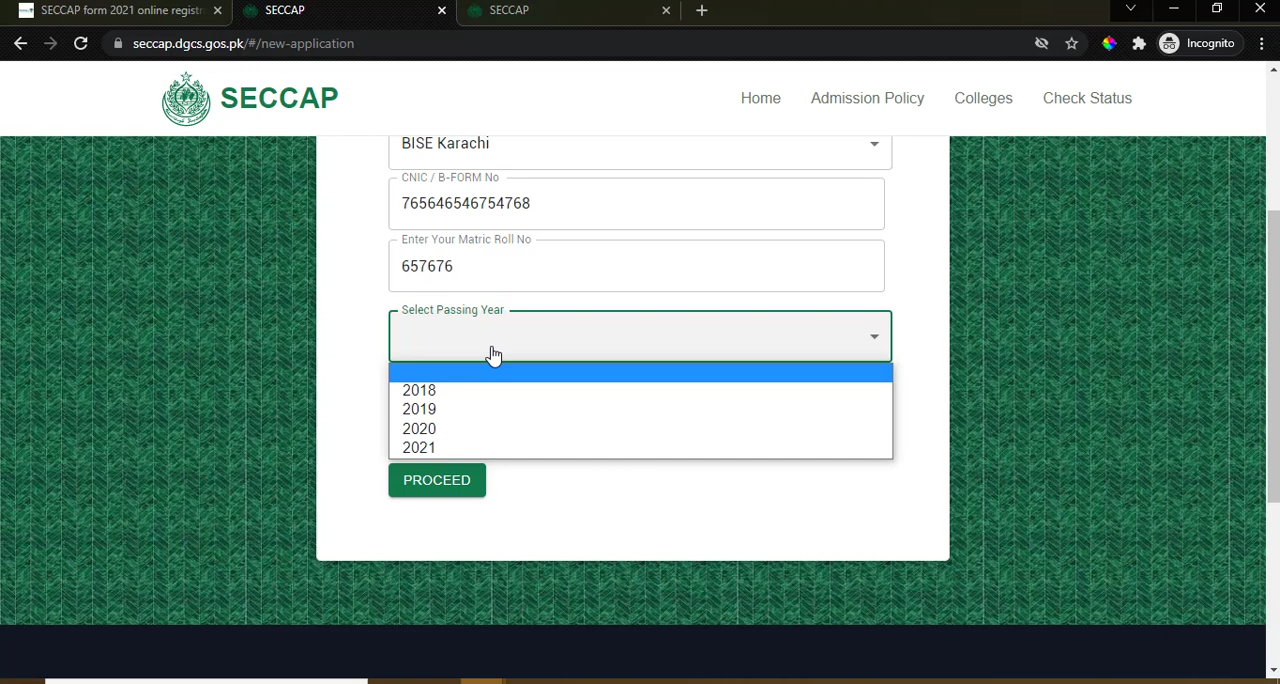 SECCAP form 2021 online registr
SECCAP
SECCAP
seccap.dgcs.gos.pk/#/new-application
Incognito
SECCAP
Home
Admission Policy
Colleges
Check Status
BISE Karachi
CNIC / B-FORM No
765646546754768
Enter Your Matric Roll No
657676
Select Passing Year
2018
2019
2020
2021
PROCEED